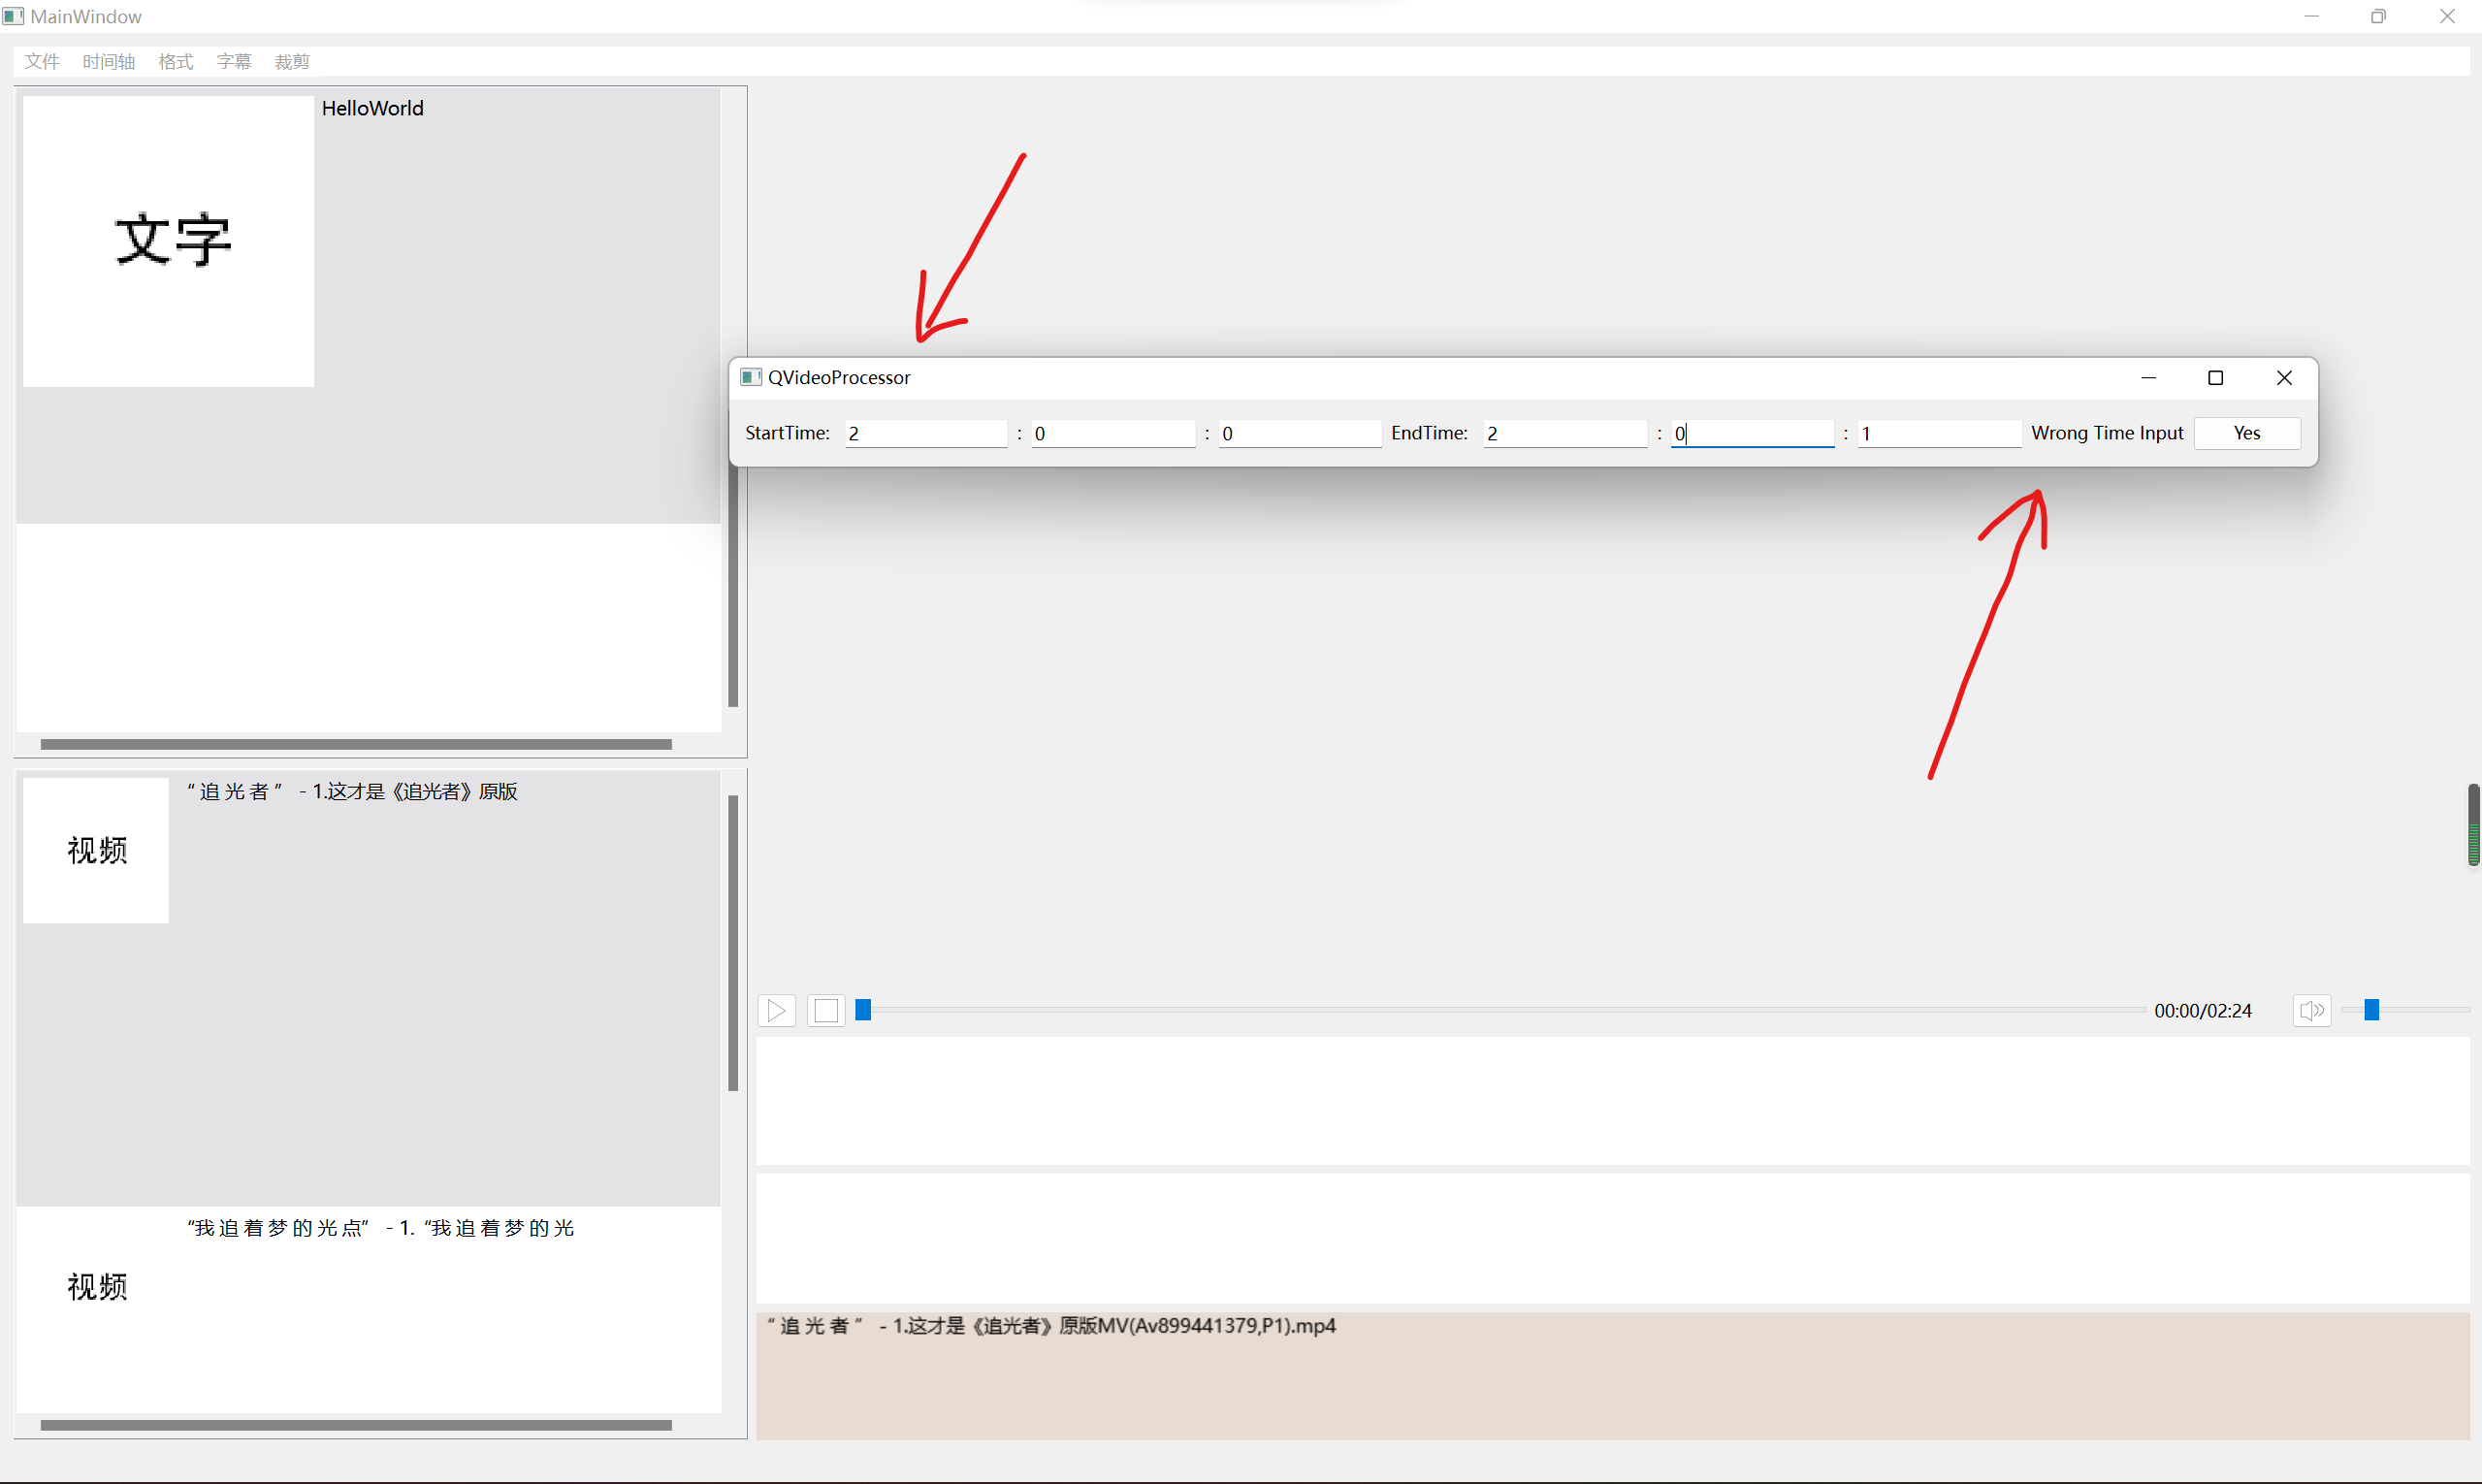 MainWindow
文件 时间轴 格式 字幕 裁剪
HelloWorld
文字
QVideoProcessor
StartTime: 2 : 0 : 0 EndTime: 2 : 0 : 1 Wrong Time Input Yes
“ 追 光 者 ” - 1.这才是《追光者》原版
视频
00:00/02:24
“我 追 着 梦 的 光 点” - 1. “我 追 着 梦 的 光
视频
“ 追 光 者 ” - 1.这才是《追光者》原版MV(Av899441379,P1).mp4